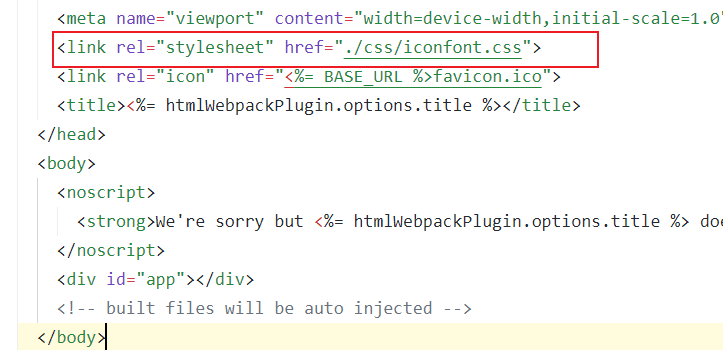 <meta name="viewport" content="width=device-width,initial-scale=1.0"
<link rel="stylesheet" href="./css/iconfont.css">
<link rel="icon" href="<%= BASE_URL %>favicon.ico">
<title><%= htmlWebpackPlugin.options.title %></title>
</head>
<body>
<noscript>
<strong>We're sorry but <%= htmlWebpackPlugin.options.title %> doe
</noscript>
<div id="app"></div>
<!-- built files will be auto injected -->
</body>